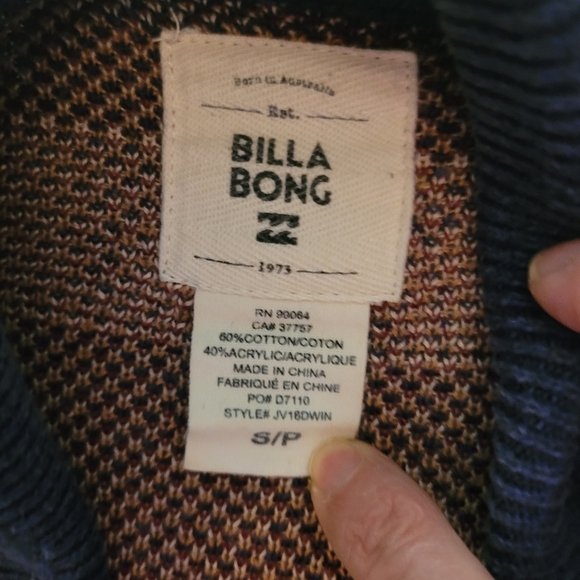 Born in Australia
Est.
BILLA
BONG
1973
RN 99064
CA# 37757
60%COTTON/COTON
40%ACRYLIC/ACRYLIQUE
MADE IN CHINA
FABRIQUÉ EN CHINE
PO# D7110
STYLE# JV16DWIN
S/P